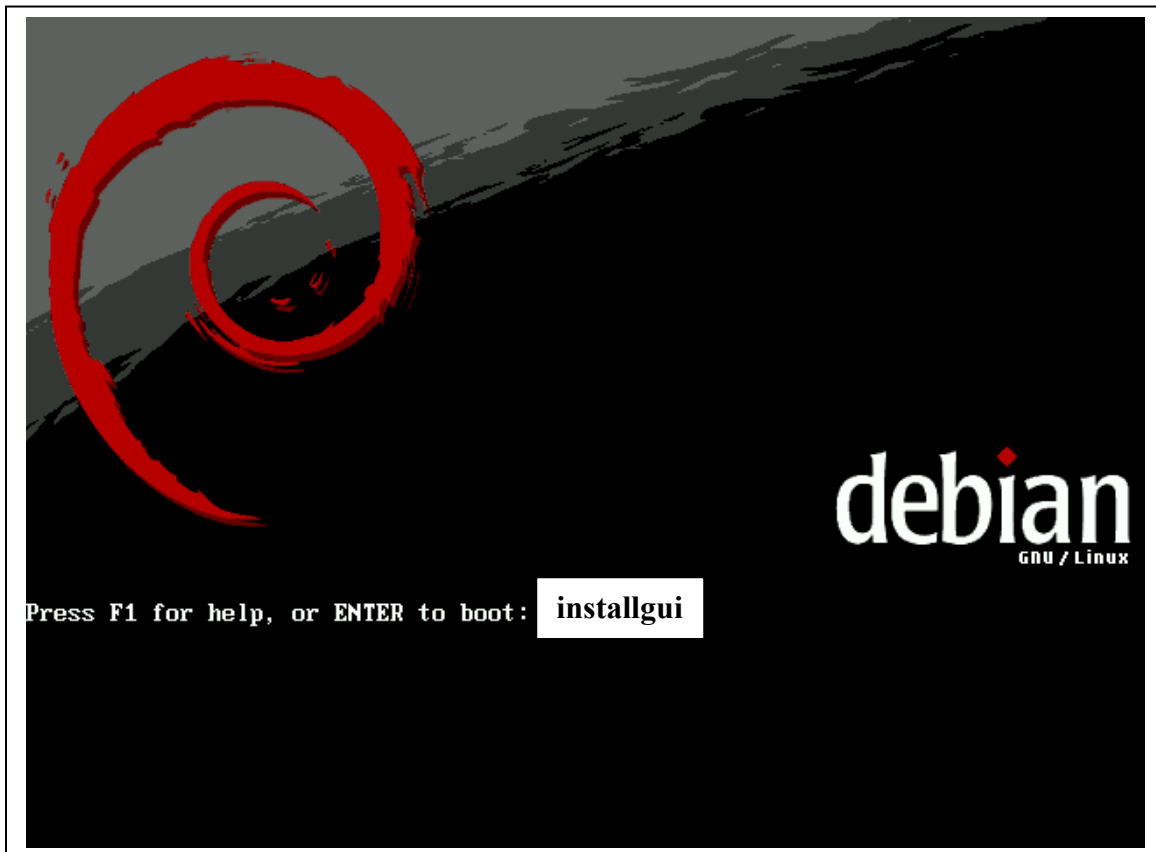 debian
GNU / Linux
Press F1 for help, or ENTER to boot: installgui